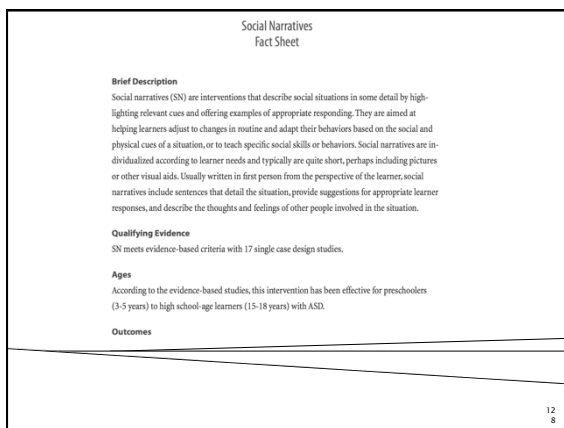 Social Narratives
Fact Sheet
Brief Description
Social narratives (SN) are interventions that describe social situations in some detail by high-
lighting relevant cues and offering examples of appropriate responding. They are aimed at
helping learners adjust to changes in routine and adapt their behaviors based on the social and
physical cues of a situation, or to teach specific social skills or behaviors. Social narratives are in-
dividualized according to learner needs and typically are quite short, perhaps including pictures
or other visual aids. Usually written in first person from the perspective of the learner, social
narratives include sentences that detail the situation, provide suggestions for appropriate learner
responses, and describe the thoughts and feelings of other people involved in the situation.
Qualifying Evidence
SN meets evidence-based criteria with 17 single case design studies.
Ages
According to the evidence-based studies, this intervention has been effective for preschoolers
(3-5 years) to high school-age learners (15-18 years) with ASD.
Outcomes
12
8